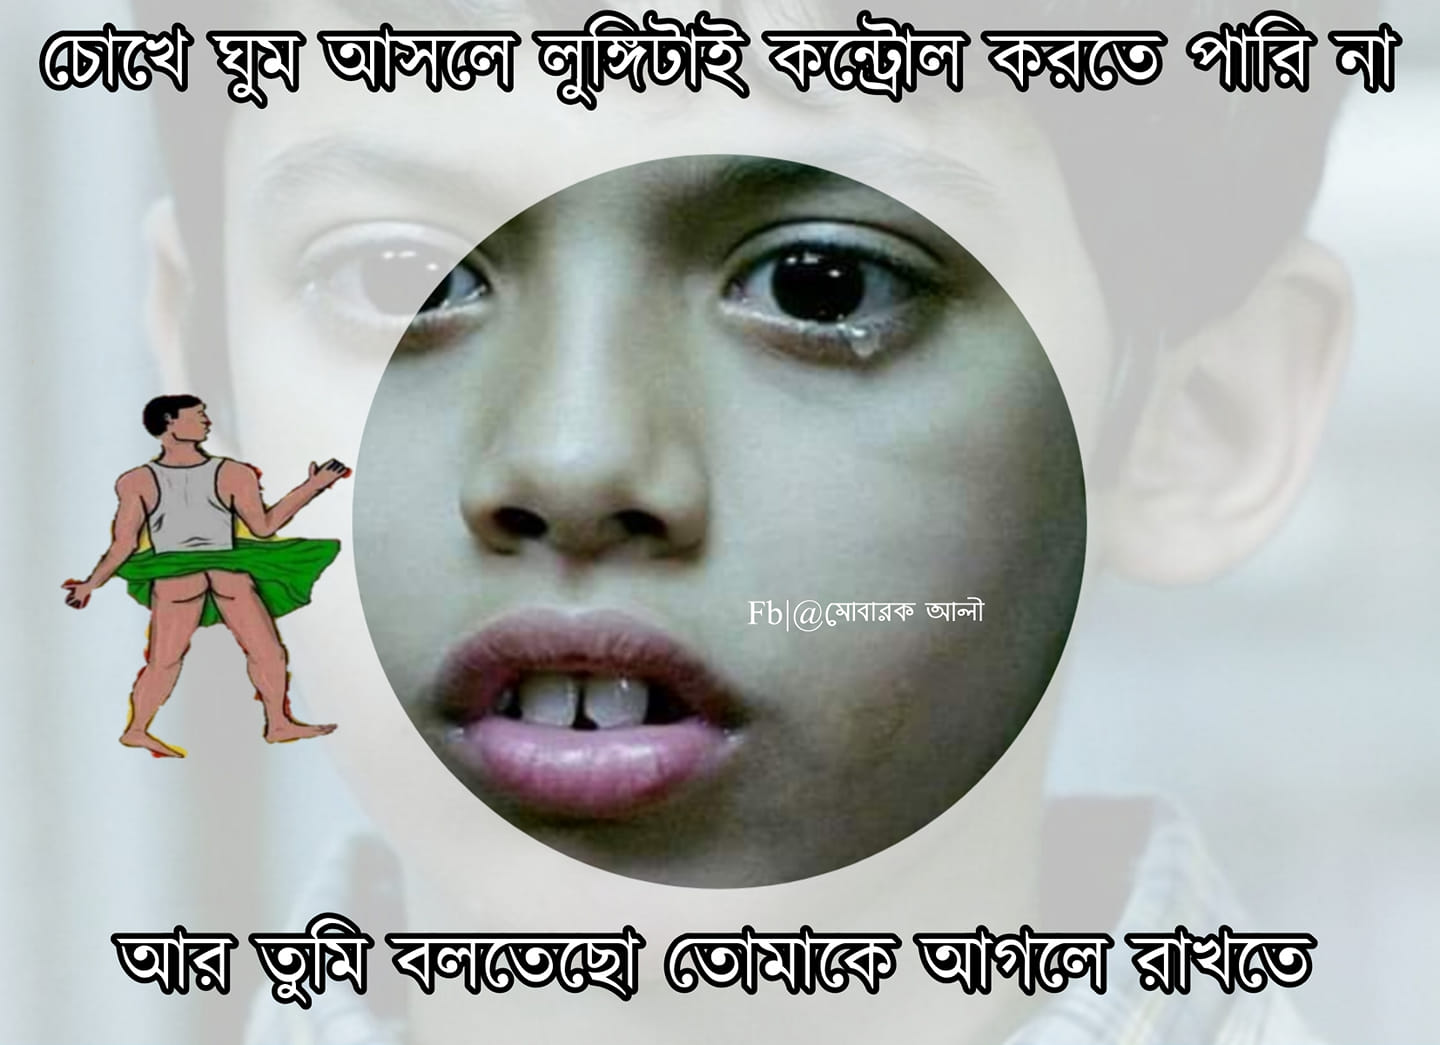 চোখে ঘুম আসলে লুঙ্গিটাই কন্ট্রোল করতে পারি না
Fb|@মোবারক আলী
আর তুমি বলতেছো তোমাকে আগলে রাখতে